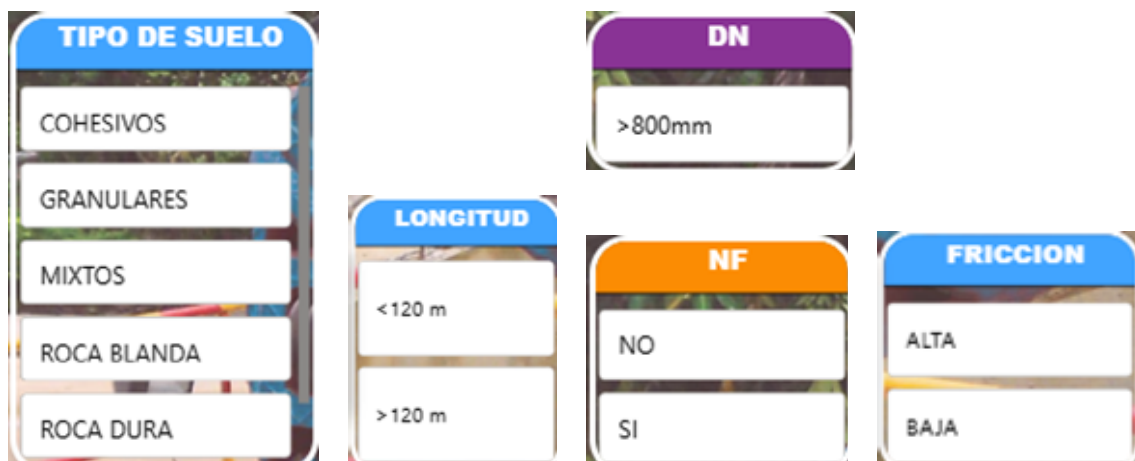 TIPO DE SUELO
COHESIVOS
GRANULARES
MIXTOS
ROCA BLANDA
ROCA DURA
LONGITUD
<120 m
>120 m
DN
>800mm
NF
NO
SI
FRICCION
ALTA
BAJA